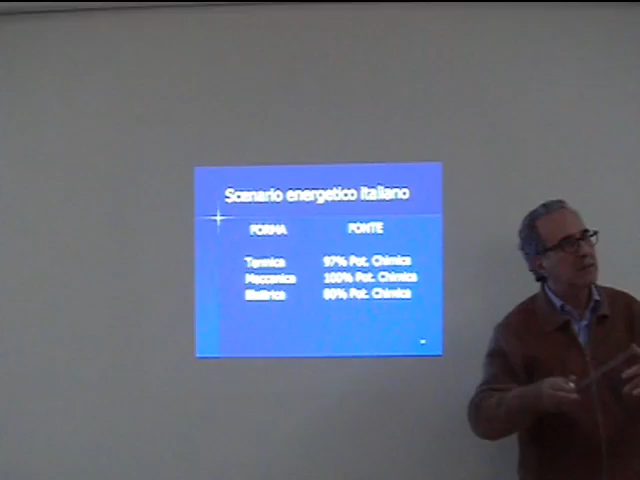 Scenario energetico Italiano
FORMA FONTE
Termica 97% Pot. Chimica
Meccanica 100% Pot. Chimica
Elettrica 80% Pot. Chimica